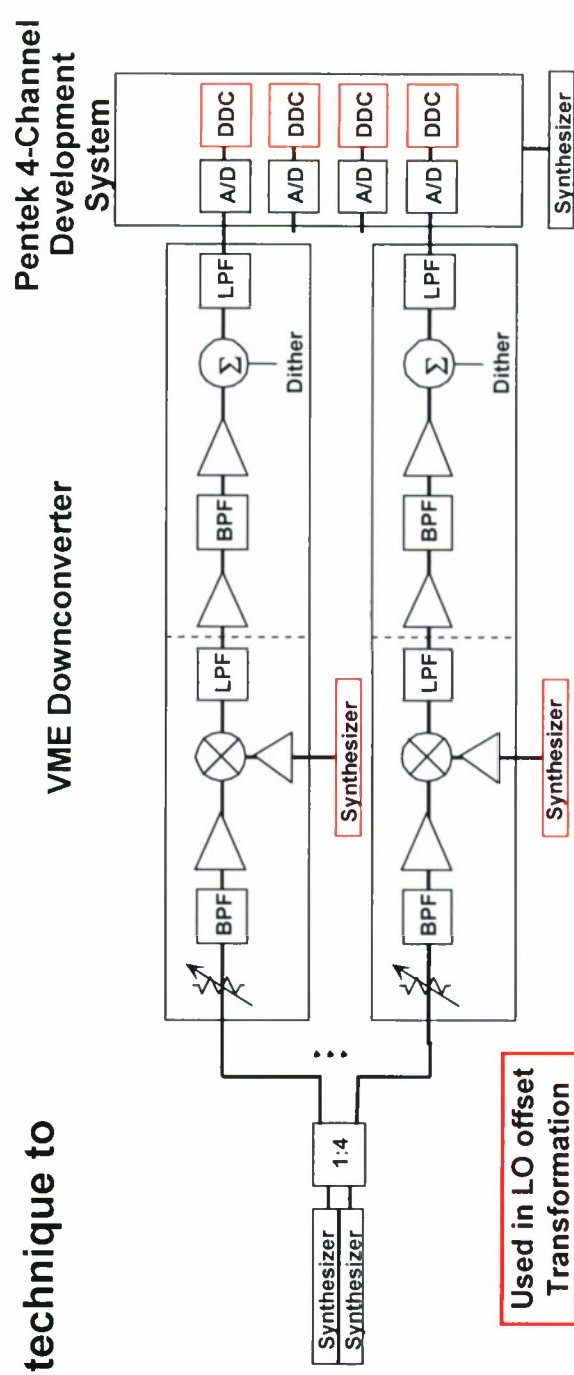 technique to
VME Downconverter
Pentek 4-Channel
Development
System
Synthesizer
Synthesizer
1:4
BPF
LPF
BPF
Σ
LPF
Dither
Synthesizer
A/D
DDC
A/D
DDC
A/D
DDC
A/D
DDC
BPF
LPF
BPF
Σ
LPF
Dither
Synthesizer
Synthesizer
Used in LO offset
Transformation